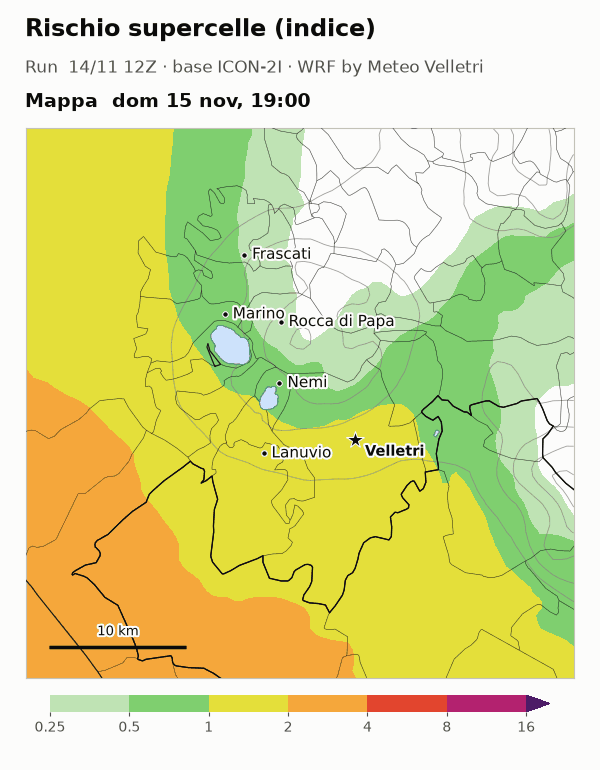 Rischio supercelle (indice)
Run  14/11 12Z · base ICON-2I · WRF by Meteo Velletri
Mappa  dom 15 nov, 19:00
Frascati
Marino
Rocca di Papa
Nemi
Velletri
Lanuvio
10 km
0.25 0.5 1 2 4 8 16